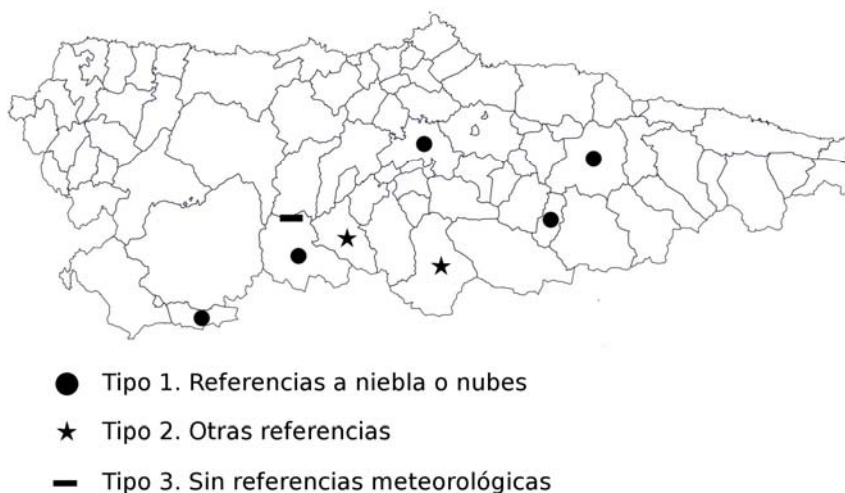 Tipo 1. Referencias a niebla o nubes
Tipo 2. Otras referencias
Tipo 3. Sin referencias meteorológicas